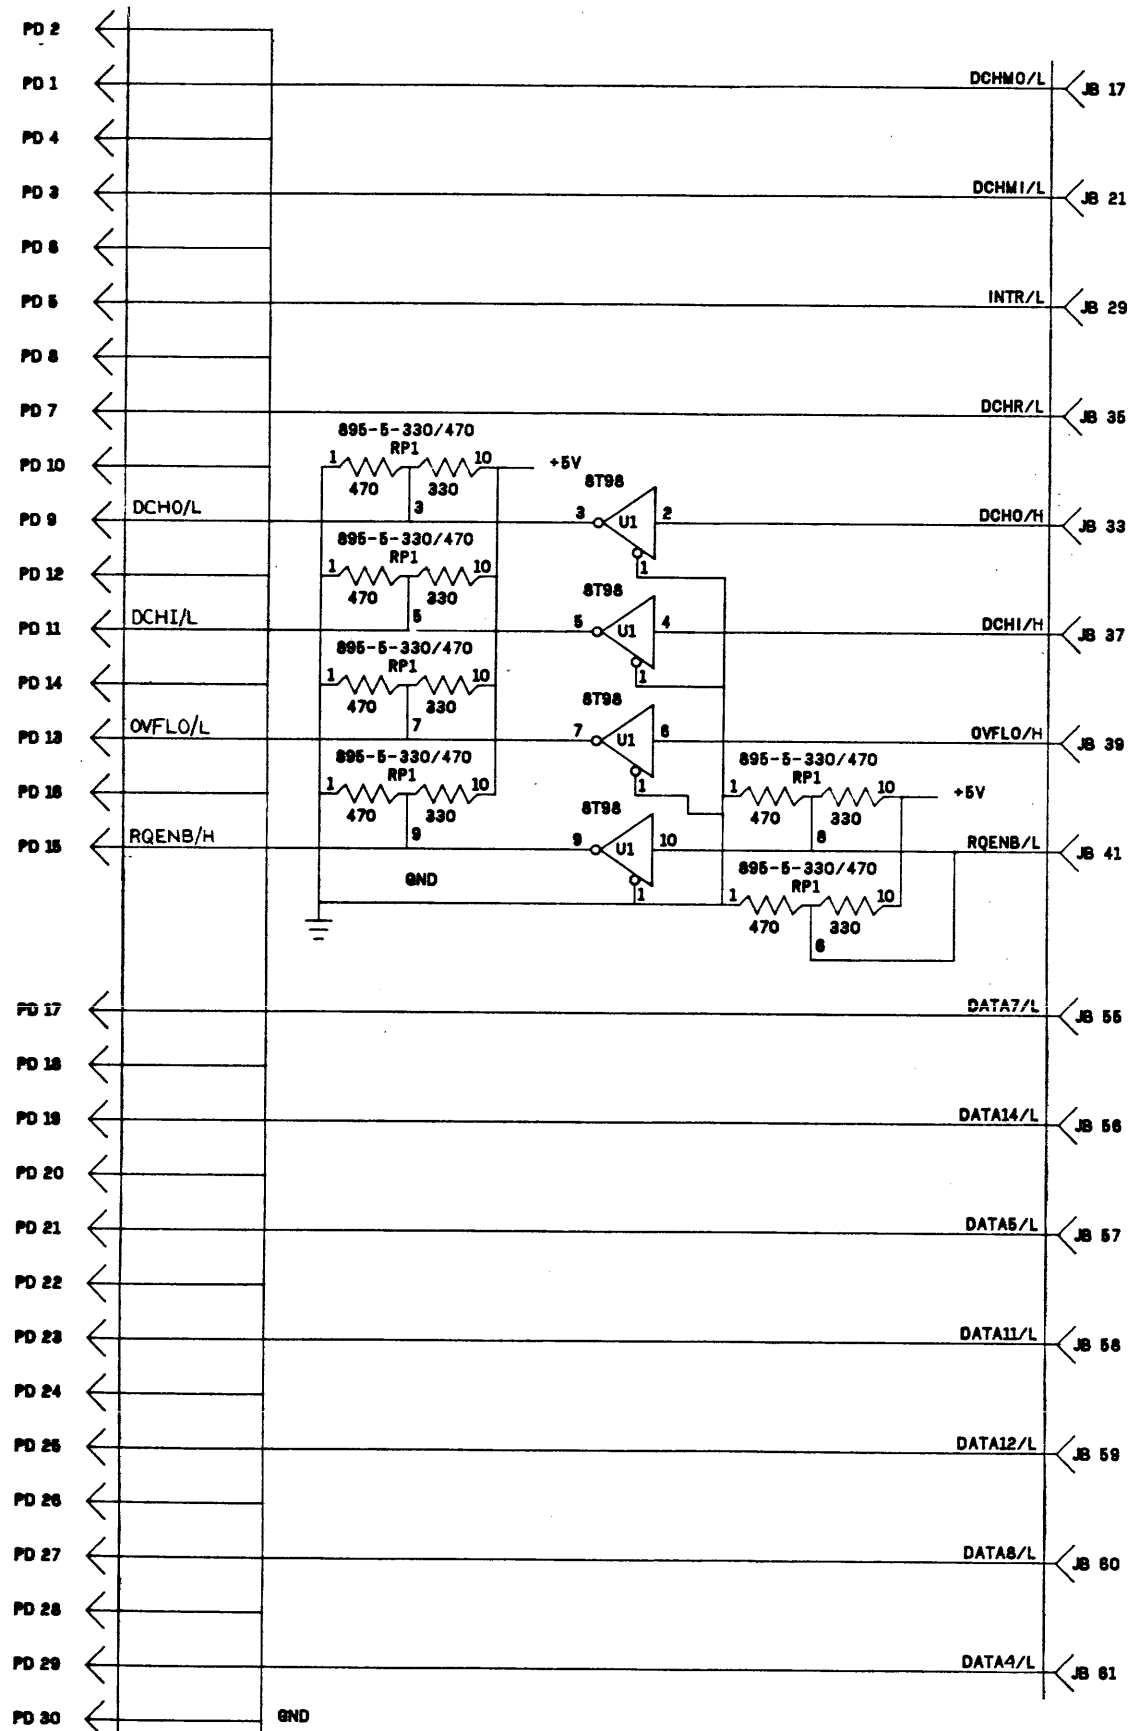 PD 2
PD 1 DCHMO/L JB 17
PD 4
PD 3 DCHMI/L JB 21
PD 6
PD 5 INTR/L JB 29
PD 8
PD 7 DCHR/L JB 35
895-5-330/470
PD 10 1 RP1 10 +5V
470 330 8T98
PD 9 DCHO/L 3 3 U1 2 DCHO/H JB 33
895-5-330/470
PD 12 1 RP1 10 1
470 330 8T98
PD 11 DCHI/L 5 5 U1 4 DCHI/H JB 37
895-5-330/470
PD 14 1 RP1 10 1
470 330 8T98
PD 13 OVFLO/L 7 7 U1 6 OVFLO/H JB 39
895-5-330/470 895-5-330/470
PD 16 1 RP1 10 1 1 RP1 10 +5V
470 330 8T98 470 330
PD 15 RQENB/H 9 9 U1 10 8 RQENB/L JB 41
895-5-330/470
GND 1 1 RP1 10
470 330
6
PD 17 DATA7/L JB 55
PD 18
PD 19 DATA14/L JB 56
PD 20
PD 21 DATA5/L JB 57
PD 22
PD 23 DATA11/L JB 58
PD 24
PD 25 DATA12/L JB 59
PD 26
PD 27 DATA8/L JB 60
PD 28
PD 29 DATA4/L JB 61
PD 30 GND